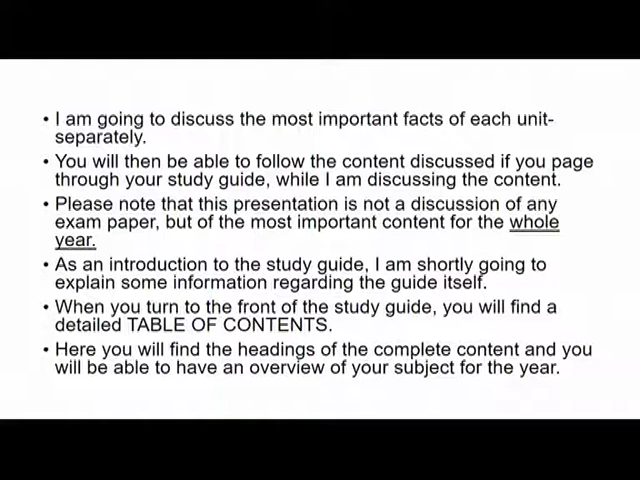 • I am going to discuss the most important facts of each unit-
separately.
• You will then be able to follow the content discussed if you page
through your study guide, while I am discussing the content.
• Please note that this presentation is not a discussion of any
exam paper, but of the most important content for the whole
year.
• As an introduction to the study guide, I am shortly going to
explain some information regarding the guide itself.
• When you turn to the front of the study guide, you will find a
detailed TABLE OF CONTENTS.
• Here you will find the headings of the complete content and you
will be able to have an overview of your subject for the year.